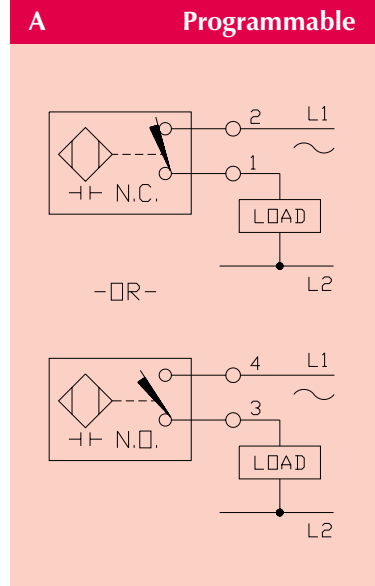 A Programmable
2 L1
1
N.C.
LOAD
L2
-OR-
4 L1
3
N.O.
LOAD
L2